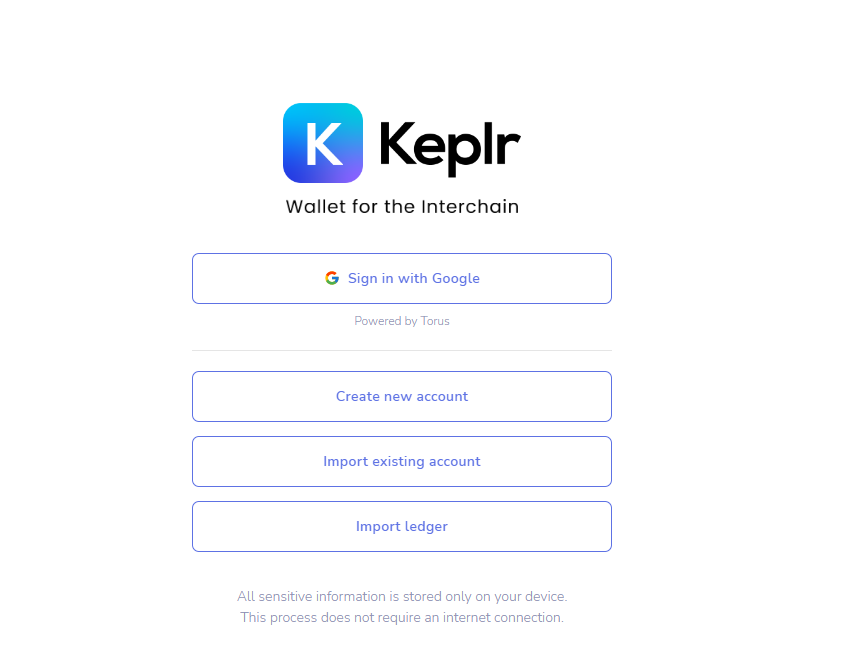 K Keplr
Wallet for the Interchain
Sign in with Google
Powered by Torus
Create new account
Import existing account
Import ledger
All sensitive information is stored only on your device.
This process does not require an internet connection.